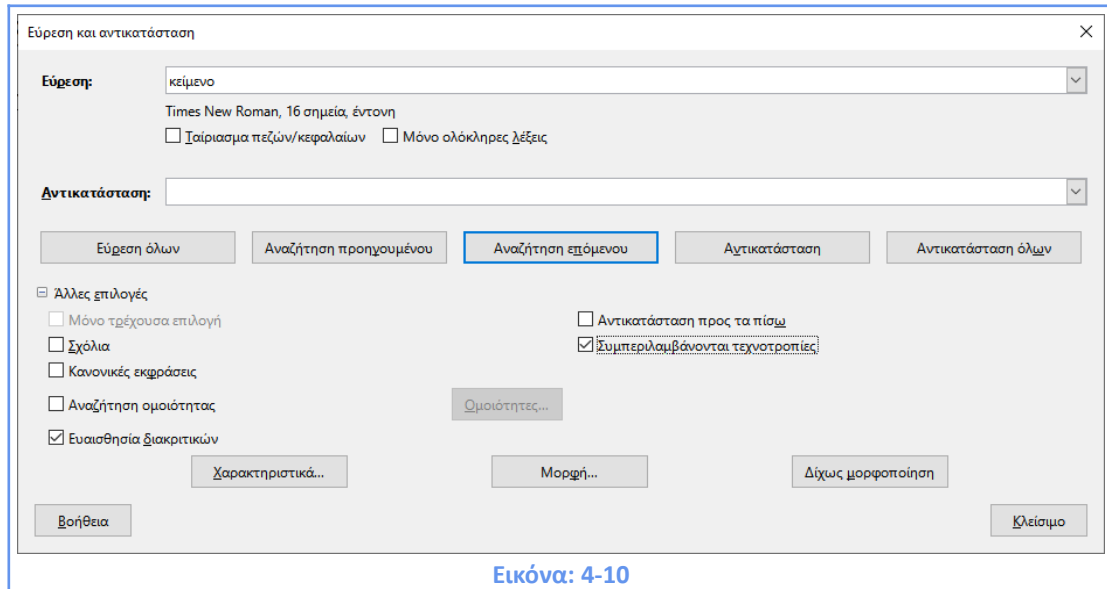 Εύρεση και αντικατάσταση
Εύρεση: κείμενο
Times New Roman, 16 σημεία, έντονη
Ταίριασμα πεζών/κεφαλαίων Μόνο ολόκληρες λέξεις
Αντικατάσταση:
Εύρεση όλων Αναζήτηση προηγουμένου Αναζήτηση επόμενου Αντικατάσταση Αντικατάσταση όλων
Άλλες επιλογές
Μόνο τρέχουσα επιλογή Αντικατάσταση προς τα πίσω
Σχόλια Συμπεριλαμβάνονται τεχνοτροπίες
Κανονικές εκφράσεις
Αναζήτηση ομοιότητας Ομοιότητες...
Ευαισθησία διακριτικών
Χαρακτηριστικά... Μορφή... Δίχως μορφοποίηση
Βοήθεια Κλείσιμο
Εικόνα: 4-10